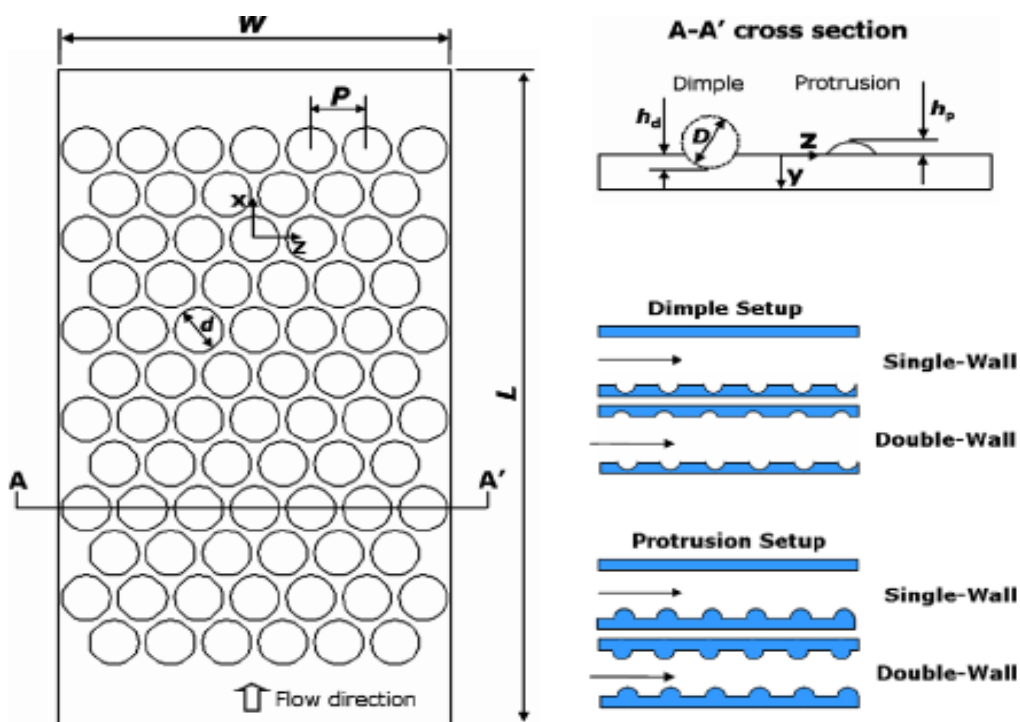 W
P
x
z
d
L
A
A'
Flow direction
A-A' cross section
Dimple
Protrusion
h_d
D
z
y
h_p
Dimple Setup
Single-Wall
Double-Wall
Protrusion Setup
Single-Wall
Double-Wall